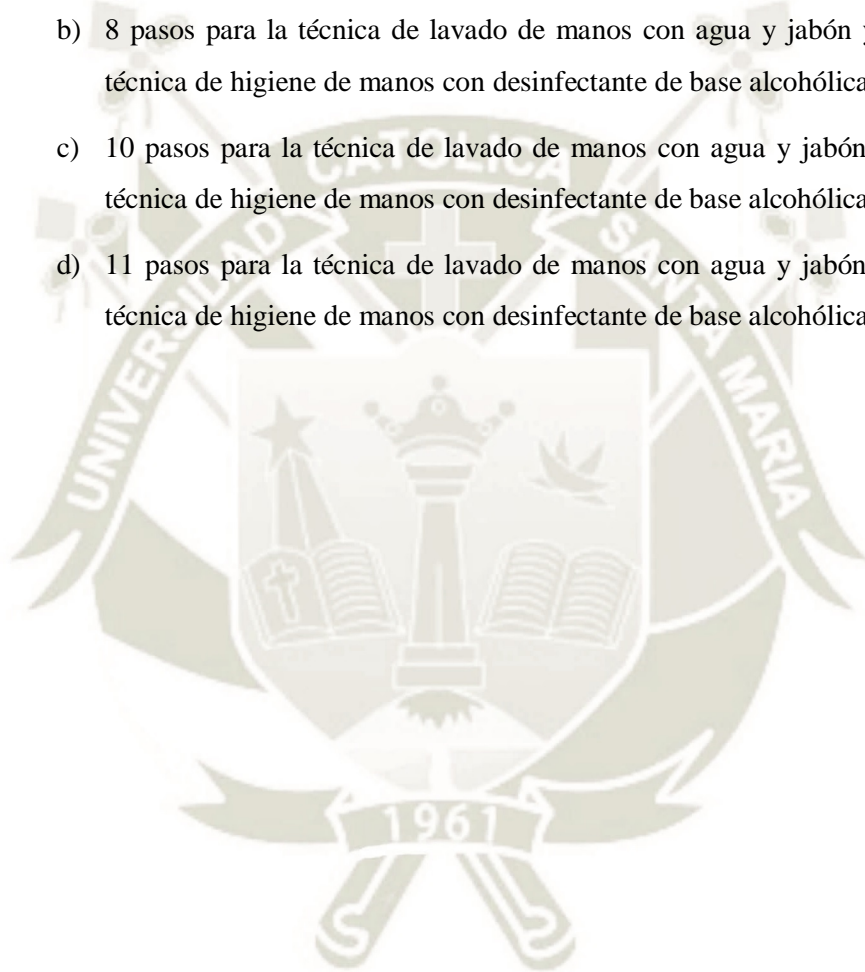 b) 8 pasos para la técnica de lavado de manos con agua y jabón
técnica de higiene de manos con desinfectante de base alcohólica
c) 10 pasos para la técnica de lavado de manos con agua y jabón
técnica de higiene de manos con desinfectante de base alcohólica
d) 11 pasos para la técnica de lavado de manos con agua y jabón
técnica de higiene de manos con desinfectante de base alcohólica
UNIVERSIDAD CATOLICA SANTA MARIA
1961